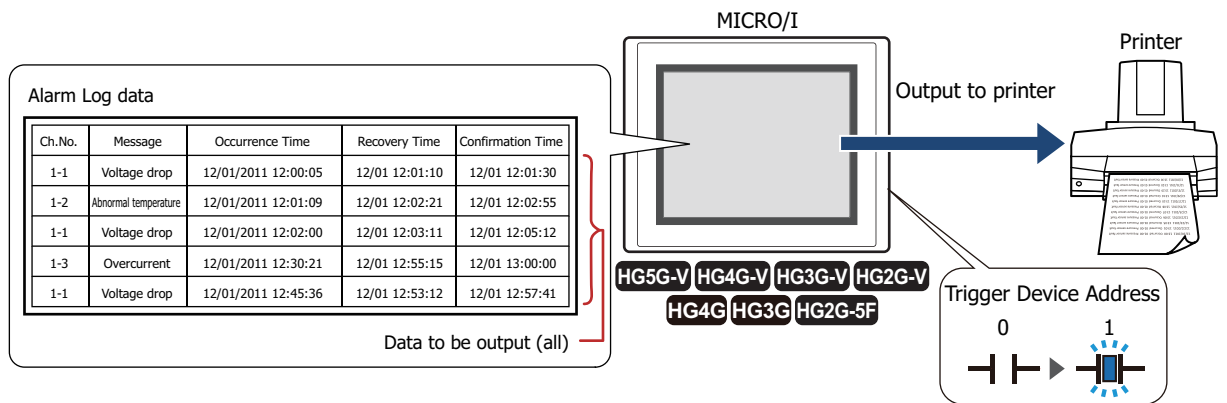 MICRO/I
Printer
Output to printer
Alarm Log data
Ch.No. Message Occurrence Time Recovery Time Confirmation Time
1-1 Voltage drop 12/01/2011 12:00:05 12/01 12:01:10 12/01 12:01:30
1-2 Abnormal temperature 12/01/2011 12:01:09 12/01 12:02:21 12/01 12:02:55
1-1 Voltage drop 12/01/2011 12:02:00 12/01 12:03:11 12/01 12:05:12
1-3 Overcurrent 12/01/2011 12:30:21 12/01 12:55:15 12/01 13:00:00
1-1 Voltage drop 12/01/2011 12:45:36 12/01 12:53:12 12/01 12:57:41
Data to be output (all)
HG5G-V HG4G-V HG3G-V HG2G-V
HG4G HG3G HG2G-5F
Trigger Device Address
0 1